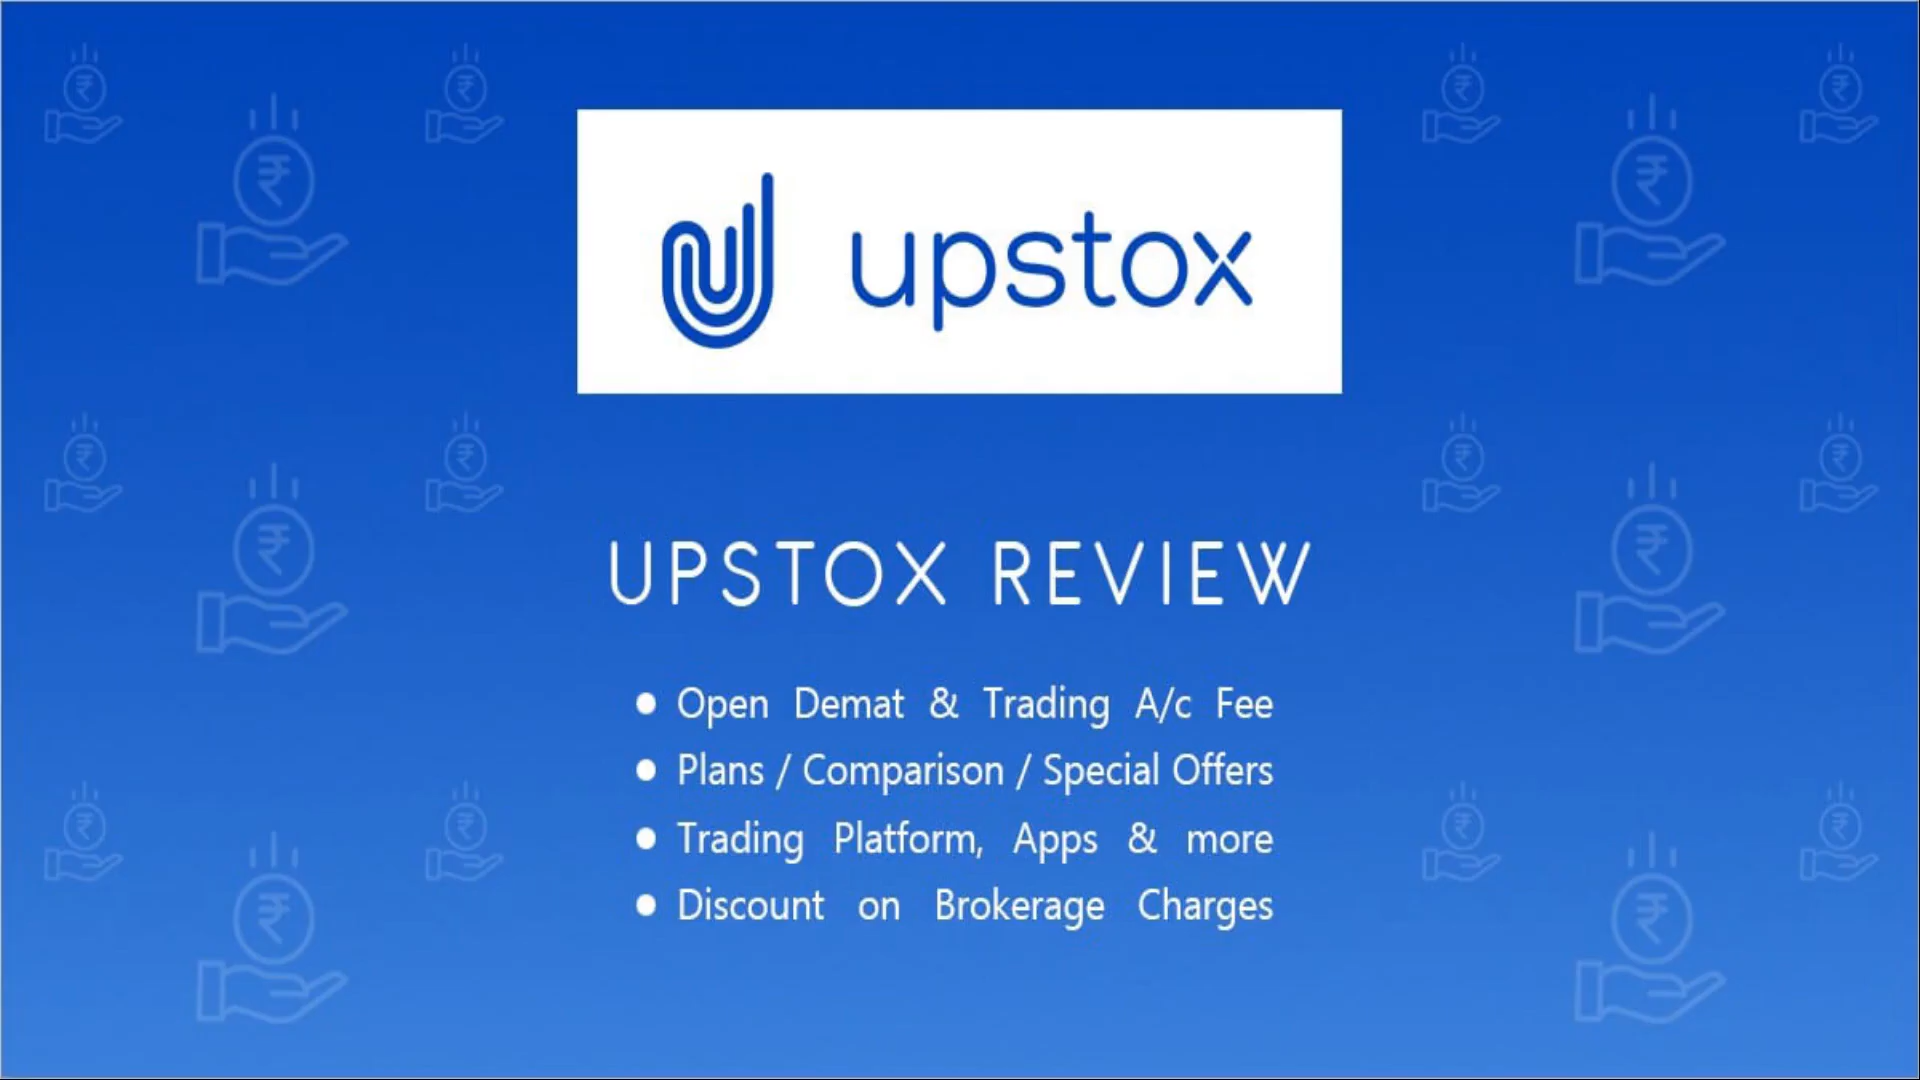 upstox
UPSTOX REVIEW
● Open Demat & Trading A/c Fee
● Plans / Comparison / Special Offers
● Trading Platform, Apps & more
● Discount on Brokerage Charges